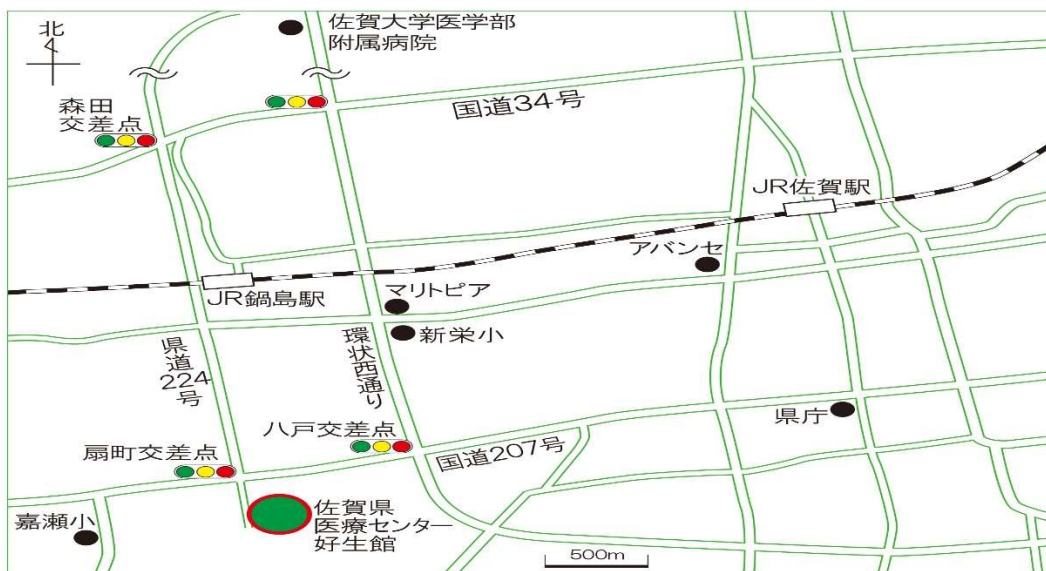 北
佐賀大学医学部
附属病院
森田
交差点
国道34号
JR佐賀駅
アバンセ
JR鍋島駅
マリトピア
新栄小
県道224号
環状西通り
県庁
八戸交差点
国道207号
扇町交差点
嘉瀬小
佐賀県
医療センター
好生館
500m